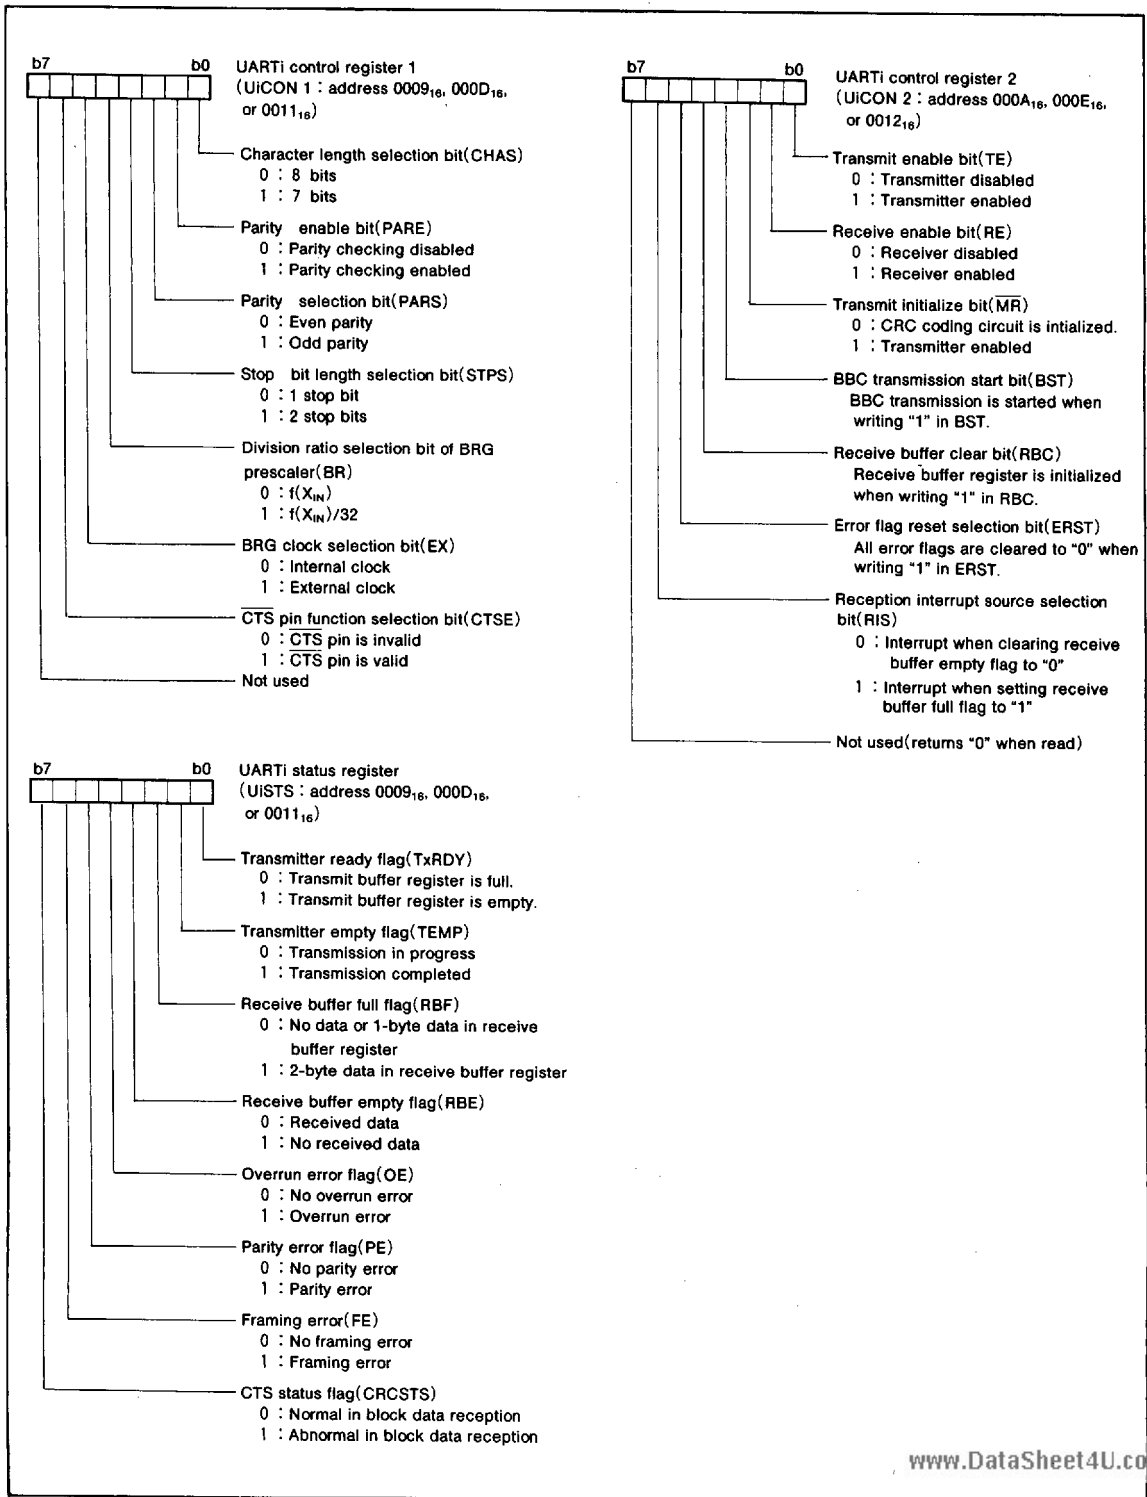 b7 b0
UARTi control register 1
(UiCON 1 : address 0009₁₆, 000D₁₆,
or 0011₁₆)
Character length selection bit(CHAS)
0 : 8 bits
1 : 7 bits
Parity enable bit(PARE)
0 : Parity checking disabled
1 : Parity checking enabled
Parity selection bit(PARS)
0 : Even parity
1 : Odd parity
Stop bit length selection bit(STPS)
0 : 1 stop bit
1 : 2 stop bits
Division ratio selection bit of BRG
prescaler(BR)
0 : f(X_IN)
1 : f(X_IN)/32
BRG clock selection bit(EX)
0 : Internal clock
1 : External clock
C̅T̅S̅ pin function selection bit(CTSE)
0 : C̅T̅S̅ pin is invalid
1 : C̅T̅S̅ pin is valid
Not used
b7 b0
UARTi control register 2
(UiCON 2 : address 000A₁₆, 000E₁₆,
or 0012₁₆)
Transmit enable bit(TE)
0 : Transmitter disabled
1 : Transmitter enabled
Receive enable bit(RE)
0 : Receiver disabled
1 : Receiver enabled
Transmit initialize bit(M̅R̅)
0 : CRC coding circuit is intialized.
1 : Transmitter enabled
BBC transmission start bit(BST)
BBC transmission is started when
writing "1" in BST.
Receive buffer clear bit(RBC)
Receive buffer register is initialized
when writing "1" in RBC.
Error flag reset selection bit(ERST)
All error flags are cleared to "0" when
writing "1" in ERST.
Reception interrupt source selection
bit(RIS)
0 : Interrupt when clearing receive
buffer empty flag to "0"
1 : Interrupt when setting receive
buffer full flag to "1"
Not used(returns "0" when read)
b7 b0
UARTi status register
(UiSTS : address 0009₁₆, 000D₁₆,
or 0011₁₆)
Transmitter ready flag(TxRDY)
0 : Transmit buffer register is full.
1 : Transmit buffer register is empty.
Transmitter empty flag(TEMP)
0 : Transmission in progress
1 : Transmission completed
Receive buffer full flag(RBF)
0 : No data or 1-byte data in receive
buffer register
1 : 2-byte data in receive buffer register
Receive buffer empty flag(RBE)
0 : Received data
1 : No received data
Overrun error flag(OE)
0 : No overrun error
1 : Overrun error
Parity error flag(PE)
0 : No parity error
1 : Parity error
Framing error(FE)
0 : No framing error
1 : Framing error
CTS status flag(CRCSTS)
0 : Normal in block data reception
1 : Abnormal in block data reception
www.DataSheet4U.co